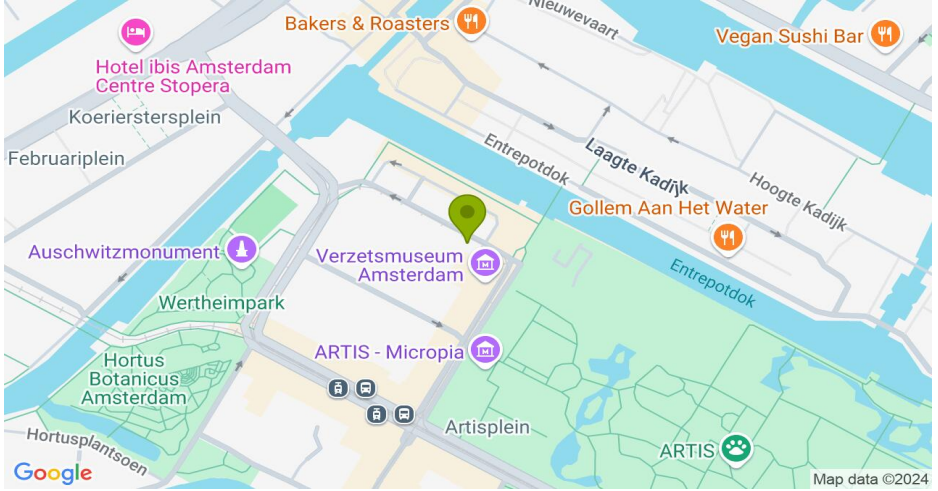 Nieuwevaart
Bakers & Roasters
Vegan Sushi Bar
Hotel ibis Amsterdam
Centre Stopera
Koerierstersplein
Februariplein
Entrepotdok
Laagte Kadijk
Hoogte Kadijk
Gollem Aan Het Water
Auschwitzmonument
Verzetsmuseum
Amsterdam
Entrepotdok
Wertheimpark
ARTIS - Micropia
Hortus
Botanicus
Amsterdam
Artisplein
Hortusplantsoen
ARTIS
Google
Map data ©2024